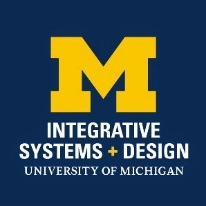 M
INTEGRATIVE
SYSTEMS + DESIGN
UNIVERSITY OF MICHIGAN